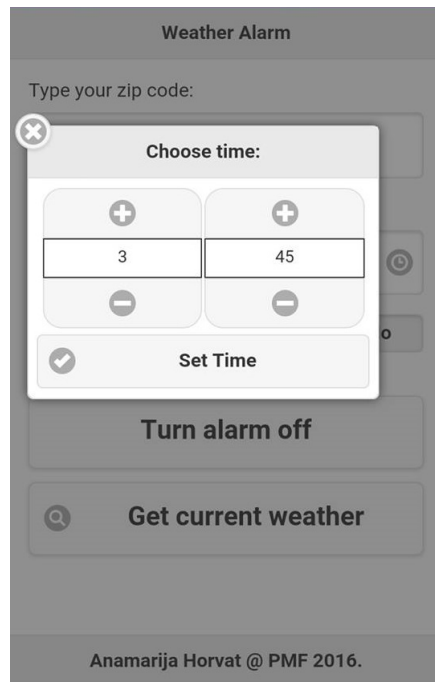 Weather Alarm
Type your zip code:
Choose time:
3 45
o
Set Time
Turn alarm off
Get current weather
Anamarija Horvat @ PMF 2016.